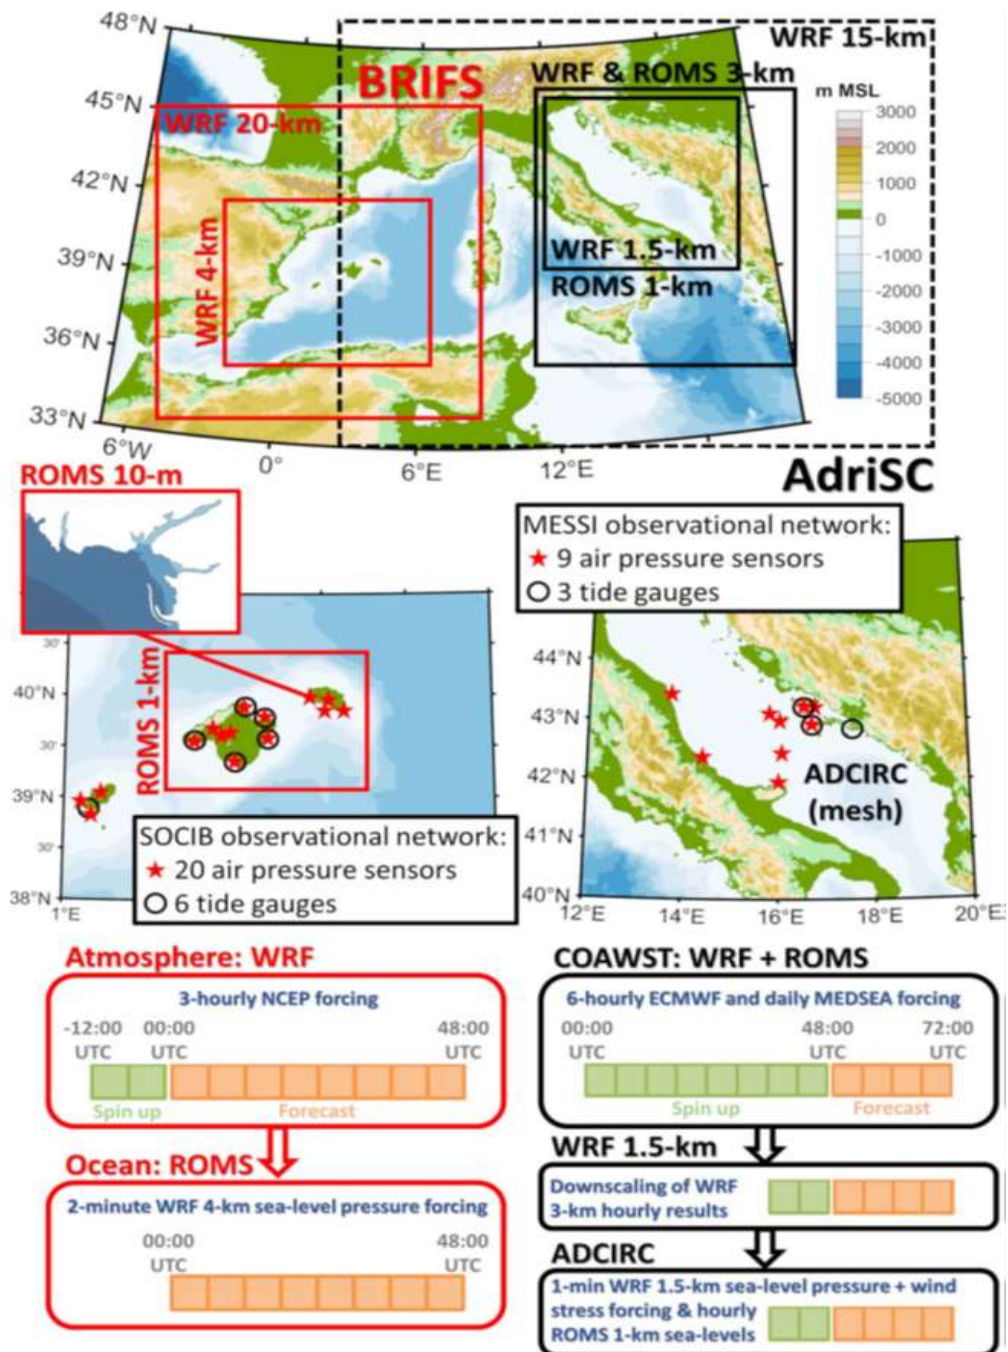 48°N
45°N
42°N
39°N
36°N
33°N
6°W
0°
6°E
12°E
WRF 15-km
BRIFS
WRF & ROMS 3-km
WRF 20-km
WRF 4-km
WRF 1.5-km
ROMS 1-km
m MSL
3000
2000
1000
0
-1000
-2000
-3000
-4000
-5000
AdriSC
ROMS 10-m
30'
40°N
30'
39°N
30'
38°N
1°E
ROMS 1-km
SOCIB observational network:
20 air pressure sensors
6 tide gauges
MESSI observational network:
9 air pressure sensors
3 tide gauges
44°N
43°N
42°N
41°N
40°N
12°E
14°E
16°E
18°E
20°E
ADCIRC
(mesh)
Atmosphere: WRF
3-hourly NCEP forcing
-12:00 00:00 48:00
UTC UTC UTC
Spin up Forecast
Ocean: ROMS
2-minute WRF 4-km sea-level pressure forcing
00:00 48:00
UTC UTC
COAWST: WRF + ROMS
6-hourly ECMWF and daily MEDSEA forcing
00:00 48:00 72:00
UTC UTC UTC
Spin up Forecast
WRF 1.5-km
Downscaling of WRF
3-km hourly results
ADCIRC
1-min WRF 1.5-km sea-level pressure + wind
stress forcing & hourly
ROMS 1-km sea-levels